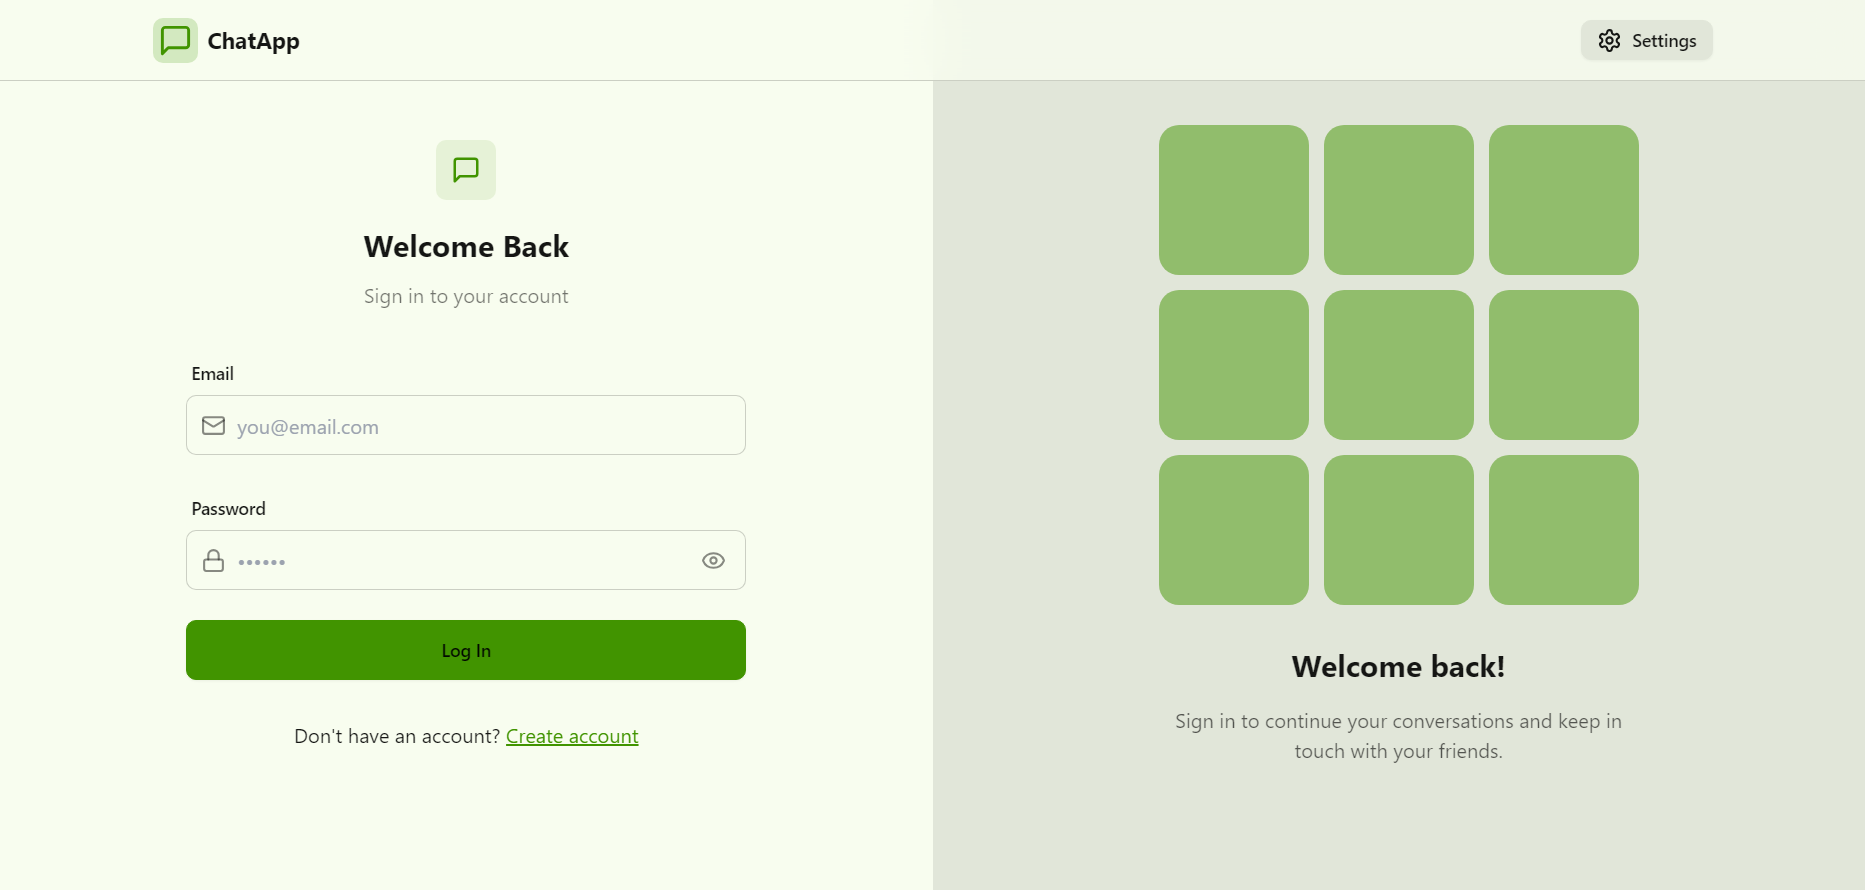 ChatApp
Settings
Welcome Back
Sign in to your account
Email
you@email.com
Password
••••••
Log In
Don't have an account? Create account
Welcome back!
Sign in to continue your conversations and keep in
touch with your friends.